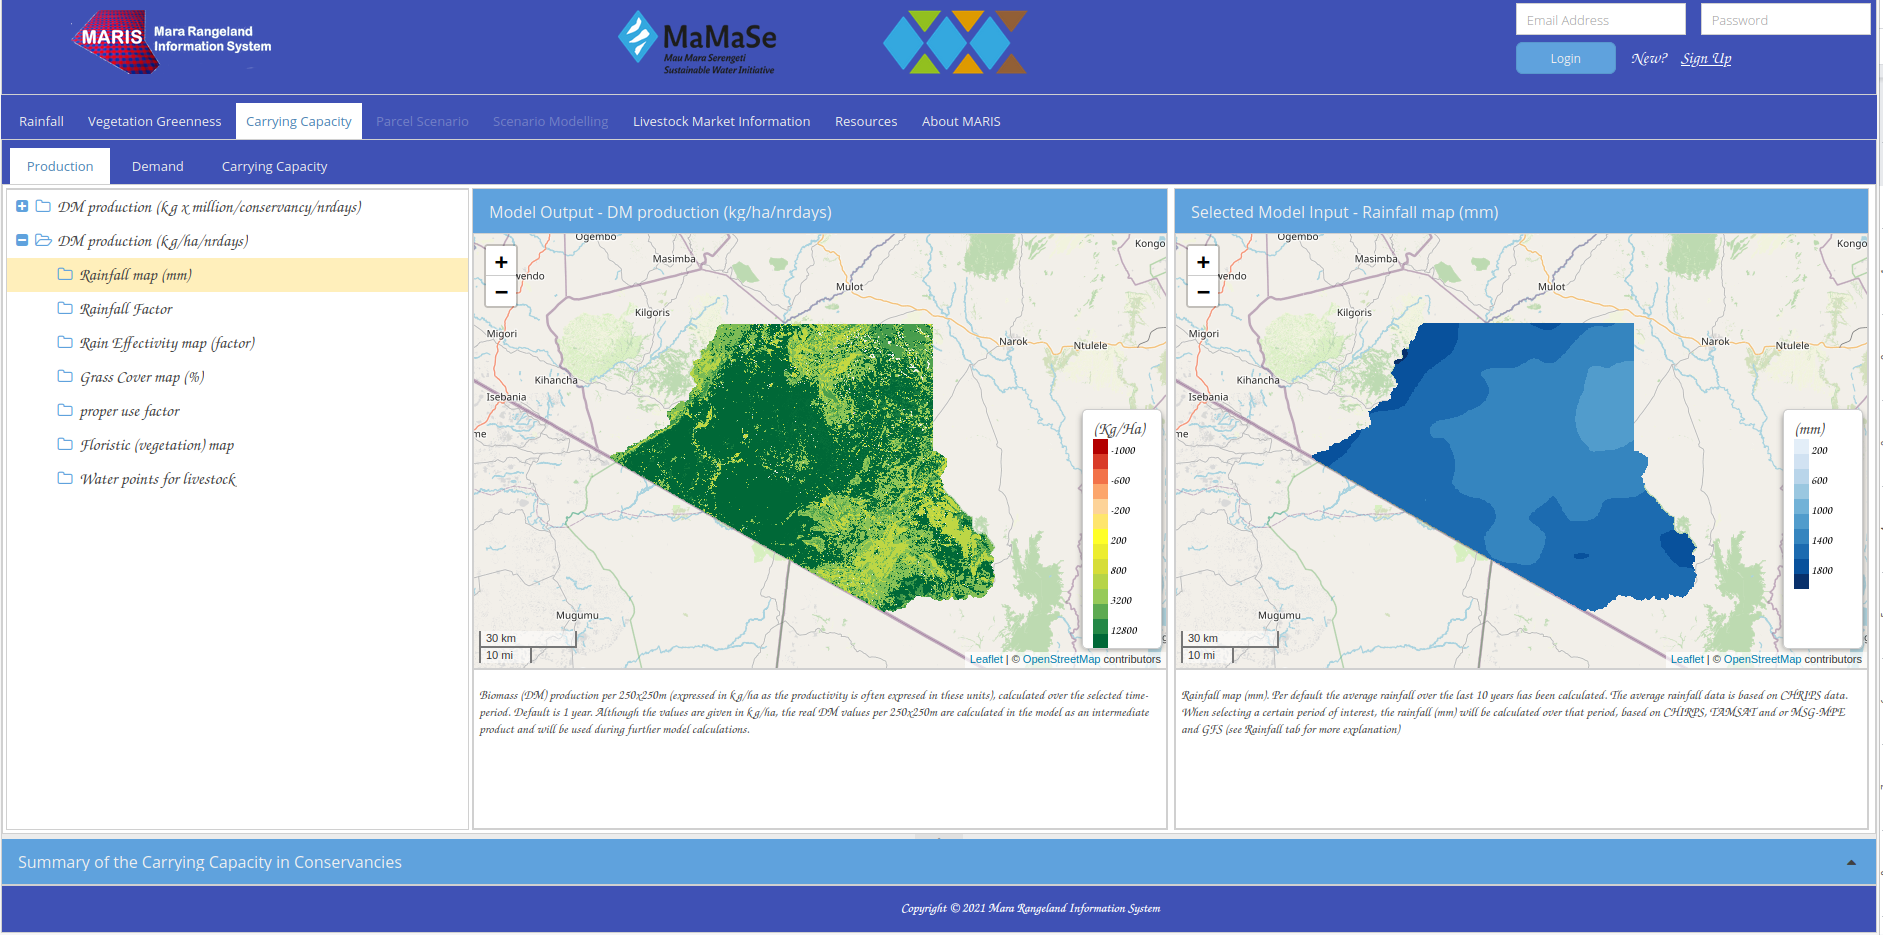 MARIS
Mara Rangeland
Information System
MaMaSe
Mau Mara Serengeti
Sustainable Water Initiative
Email Address
Password
Login
New? Sign Up
Rainfall
Vegetation Greenness
Carrying Capacity
Parcel Scenario
Scenario Modelling
Livestock Market Information
Resources
About MARIS
Production
Demand
Carrying Capacity
DM production (kg x million/conservancy/nrdays)
DM production (kg/ha/nrdays)
Rainfall map (mm)
Rainfall Factor
Rain Effectivity map (factor)
Grass Cover map (%)
proper use factor
Floristic (vegetation) map
Water points for livestock
Model Output - DM production (kg/ha/nrdays)
+
−
Ogembo
Masimba
Kongo
wendo
Mulot
Kilgoris
Migori
Narok
Ntulele
Kihancha
Isebania
me
Mugumu
(Kg/Ha)
-1000
-600
-200
200
800
3200
12800
30 km
10 mi
Leaflet | © OpenStreetMap contributors
Biomass (DM) production per 250x250m (expressed in kg/ha as the productivity is often expresed in these units), calculated over the selected time-
period. Default is 1 year. Although the values are given in kg/ha, the real DM values per 250x250m are calculated in the model as an intermediate
product and will be used during further model calculations.
Selected Model Input - Rainfall map (mm)
+
−
Ogembo
Masimba
Kongo
wendo
Mulot
Kilgoris
Migori
Narok
Ntulele
Kihancha
Isebania
me
Mugumu
(mm)
200
600
1000
1400
1800
30 km
10 mi
Leaflet | © OpenStreetMap contributors
Rainfall map (mm). Per default the average rainfall over the last 10 years has been calculated. The average rainfall data is based on CHRIPS data.
When selecting a certain period of interest, the rainfall (mm) will be calculated over that period, based on CHIRPS, TAMSAT and or MSG-MPE
and GFS (see Rainfall tab for more explanation)
Summary of the Carrying Capacity in Conservancies
Copyright © 2021 Mara Rangeland Information System